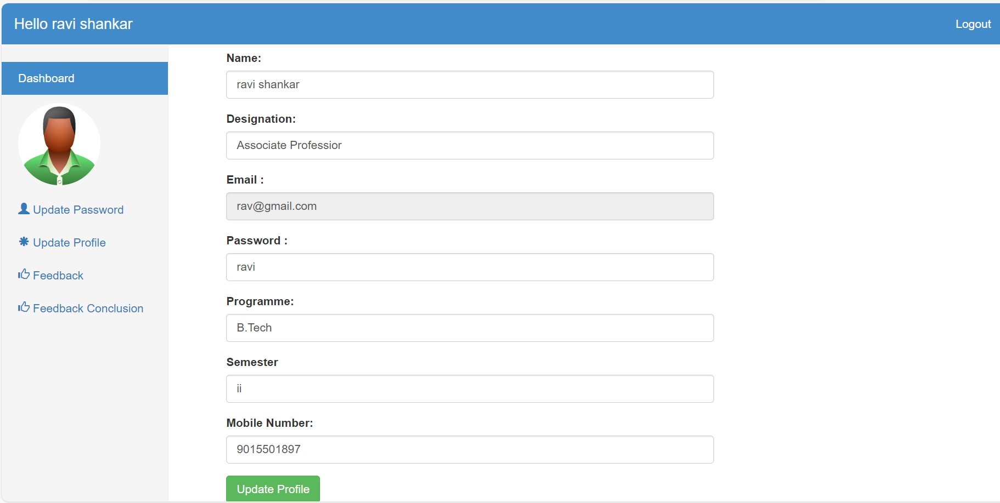 Hello ravi shankar
Logout
Dashboard
Update Password
Update Profile
Feedback
Feedback Conclusion
Name:
ravi shankar
Designation:
Associate Professior
Email :
rav@gmail.com
Password :
ravi
Programme:
B.Tech
Semester
ii
Mobile Number:
9015501897
Update Profile